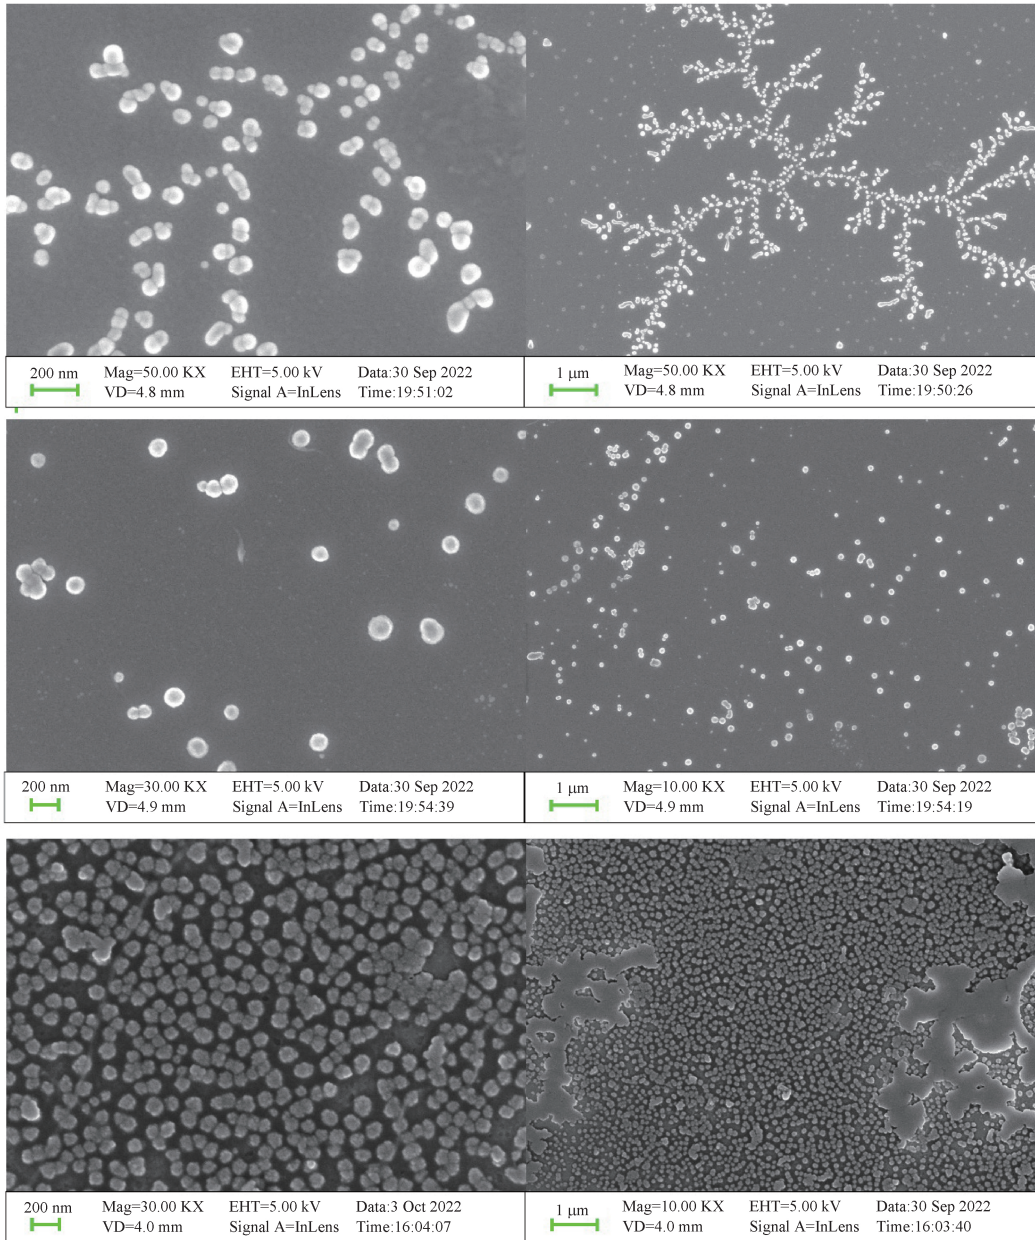 200 nm Mag=50.00 KX EHT=5.00 kV Data:30 Sep 2022
VD=4.8 mm Signal A=InLens Time:19:51:02
1 μm Mag=50.00 KX EHT=5.00 kV Data:30 Sep 2022
VD=4.8 mm Signal A=InLens Time:19:50:26
200 nm Mag=30.00 KX EHT=5.00 kV Data:30 Sep 2022
VD=4.9 mm Signal A=InLens Time:19:54:39
1 μm Mag=10.00 KX EHT=5.00 kV Data:30 Sep 2022
VD=4.9 mm Signal A=InLens Time:19:54:19
200 nm Mag=30.00 KX EHT=5.00 kV Data:3 Oct 2022
VD=4.0 mm Signal A=InLens Time:16:04:07
1 μm Mag=10.00 KX EHT=5.00 kV Data:30 Sep 2022
VD=4.0 mm Signal A=InLens Time:16:03:40